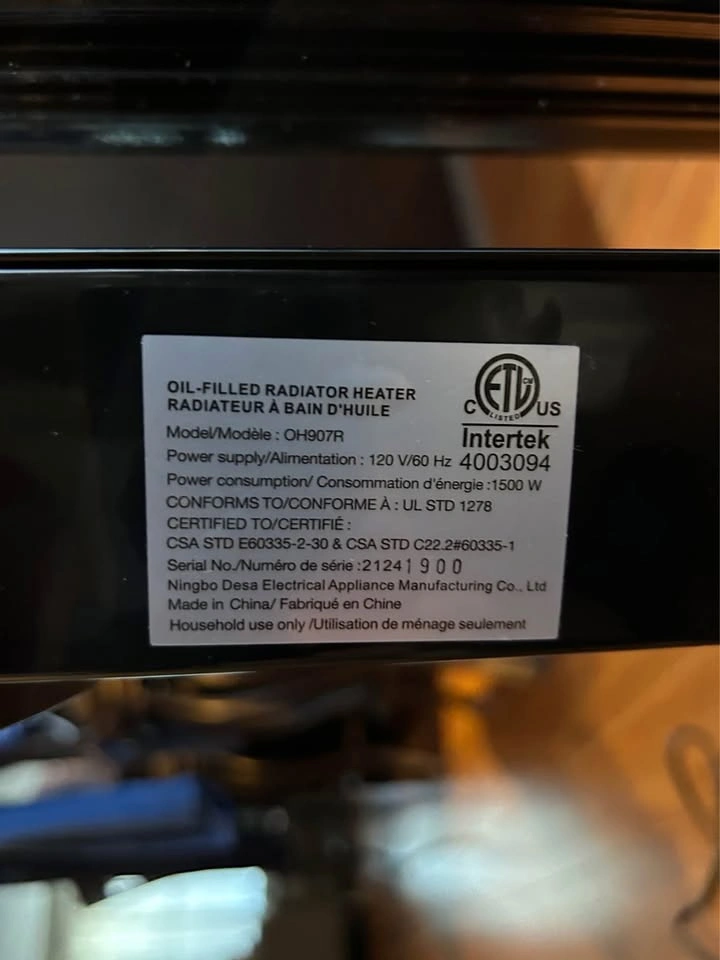 OIL-FILLED RADIATOR HEATER
RADIATEUR À BAIN D'HUILE
Model/Modèle : OH907R
Power supply/Alimentation : 120 V/60 Hz
Power consumption/ Consommation d'énergie :1500 W
CONFORMS TO/CONFORME À : UL STD 1278
CERTIFIED TO/CERTIFIÉ :
CSA STD E60335-2-30 & CSA STD C22.2#60335-1
Serial No./Numéro de série :21241900
Ningbo Desa Electrical Appliance Manufacturing Co., Ltd
Made in China/ Fabriqué en Chine
Household use only /Utilisation de ménage seulement
ETL CM
LISTED
C US
Intertek
4003094